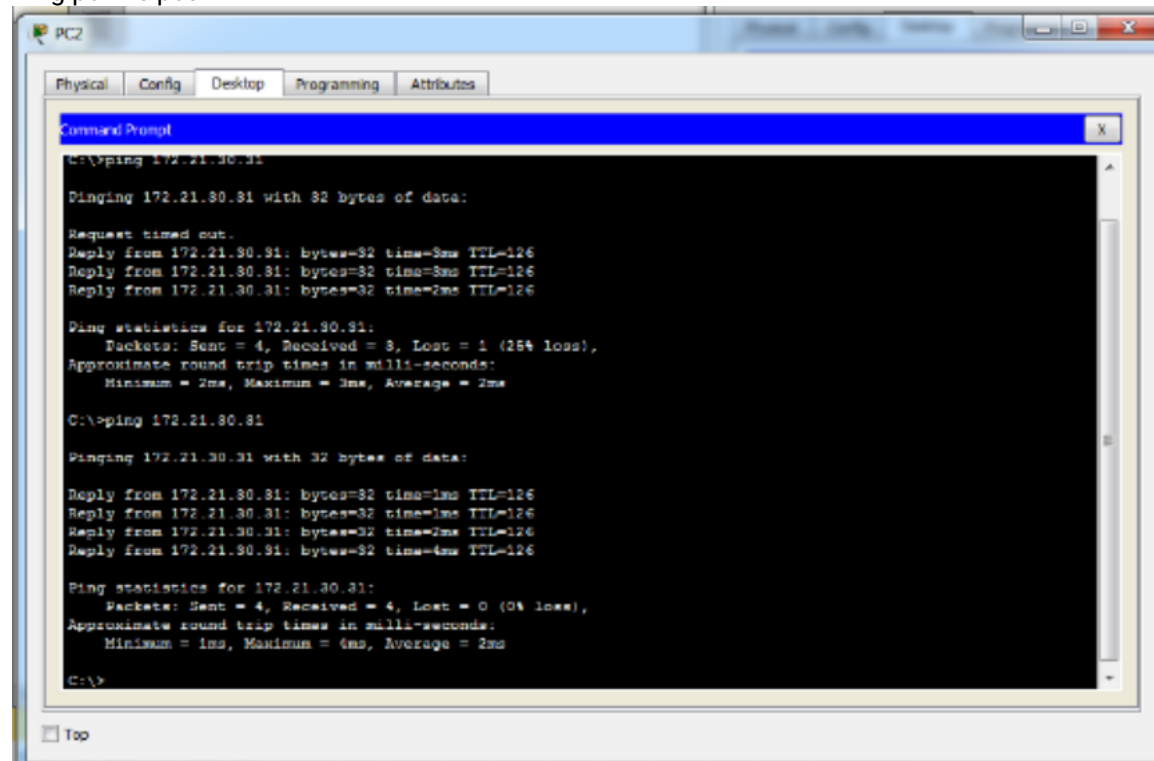 PC2
Physical Config Desktop Programming Attributes
Command Prompt
X
C:\>ping 172.21.30.31
Pinging 172.21.30.31 with 32 bytes of data:
Request timed out.
Reply from 172.21.30.31: bytes=32 time=3ms TTL=126
Reply from 172.21.30.31: bytes=32 time=3ms TTL=126
Reply from 172.21.30.31: bytes=32 time=2ms TTL=126
Ping statistics for 172.21.30.31:
Packets: Sent = 4, Received = 3, Lost = 1 (25% loss),
Approximate round trip times in milli-seconds:
Minimum = 2ms, Maximum = 3ms, Average = 2ms
C:\>ping 172.21.30.31
Pinging 172.21.30.31 with 32 bytes of data:
Reply from 172.21.30.31: bytes=32 time=1ms TTL=126
Reply from 172.21.30.31: bytes=32 time=1ms TTL=126
Reply from 172.21.30.31: bytes=32 time=2ms TTL=126
Reply from 172.21.30.31: bytes=32 time=4ms TTL=126
Ping statistics for 172.21.30.31:
Packets: Sent = 4, Received = 4, Lost = 0 (0% loss),
Approximate round trip times in milli-seconds:
Minimum = 1ms, Maximum = 4ms, Average = 2ms
C:\>
Top